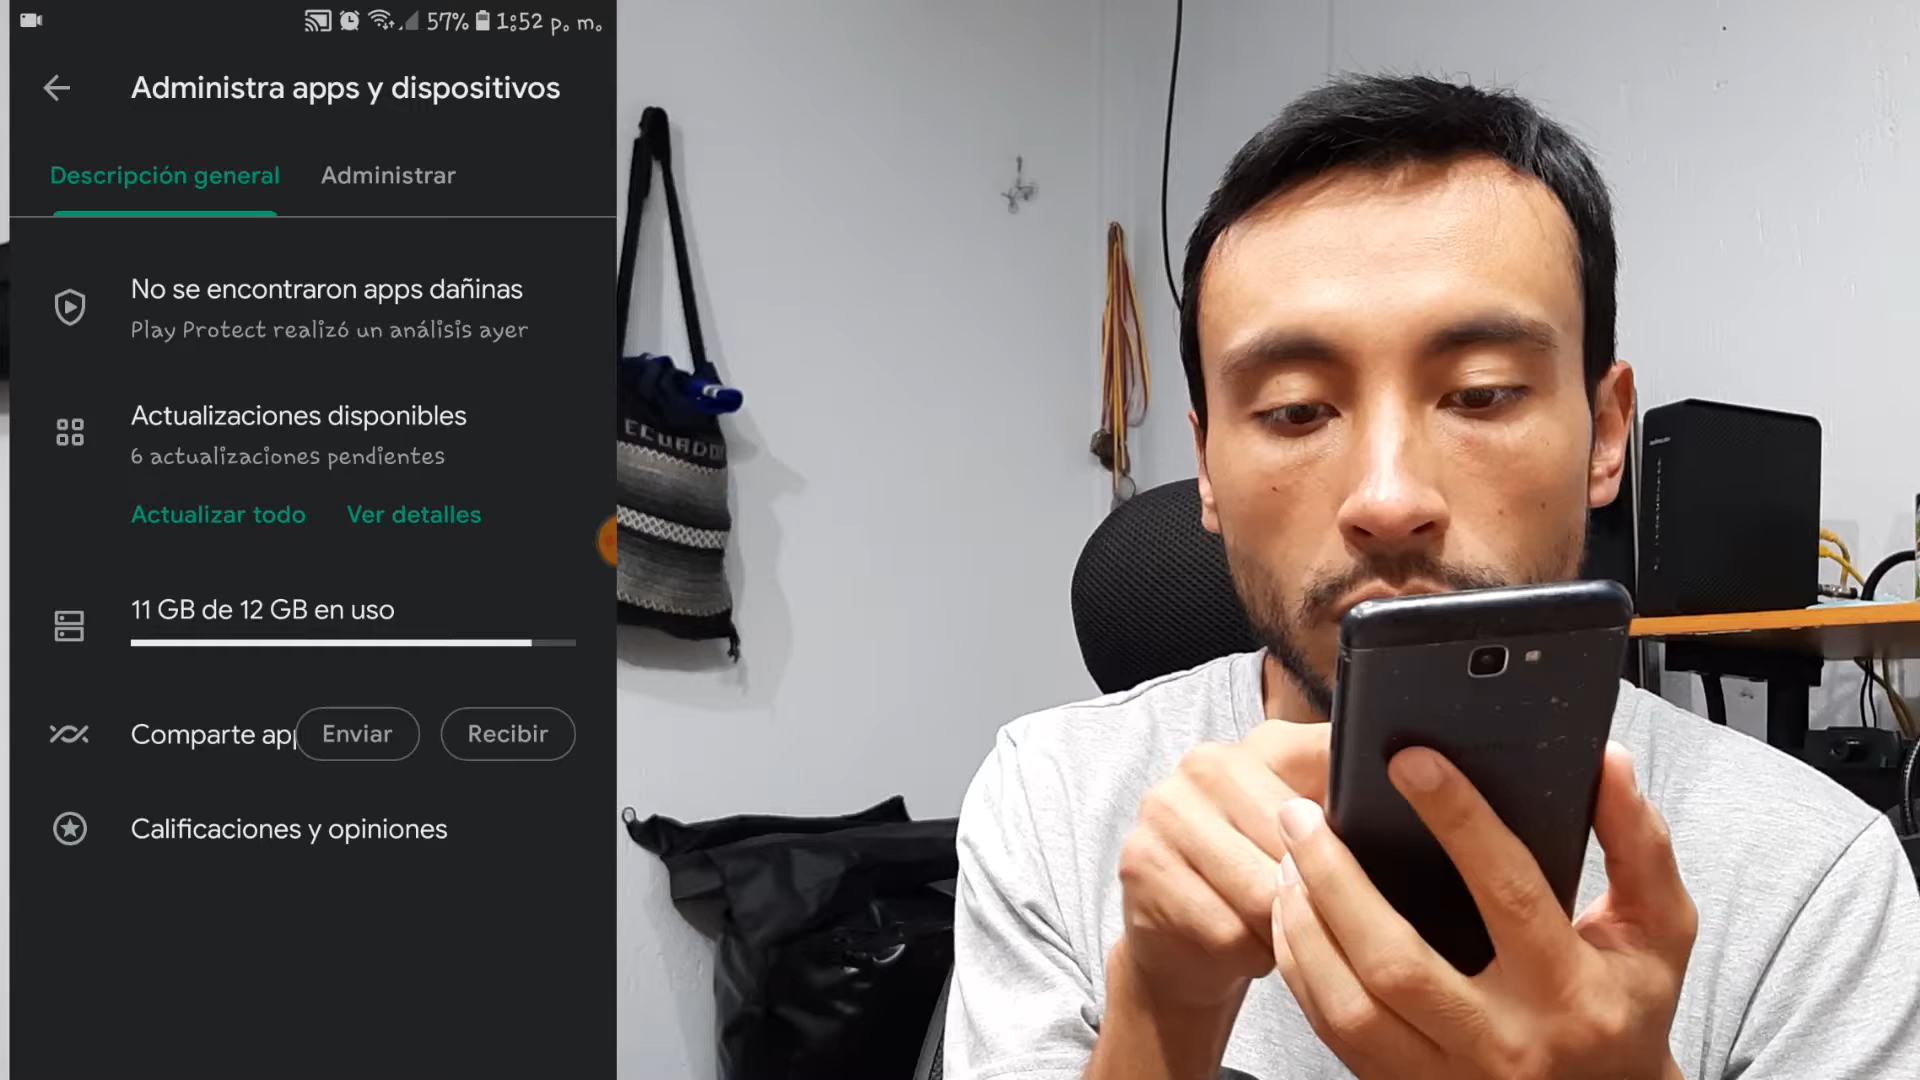 57% 1:52 p. m.
Administra apps y dispositivos
Descripción general Administrar
No se encontraron apps dañinas
Play Protect realizó un análisis ayer
Actualizaciones disponibles
6 actualizaciones pendientes
Actualizar todo Ver detalles
11 GB de 12 GB en uso
Comparte app Enviar Recibir
Calificaciones y opiniones
ECUADOR